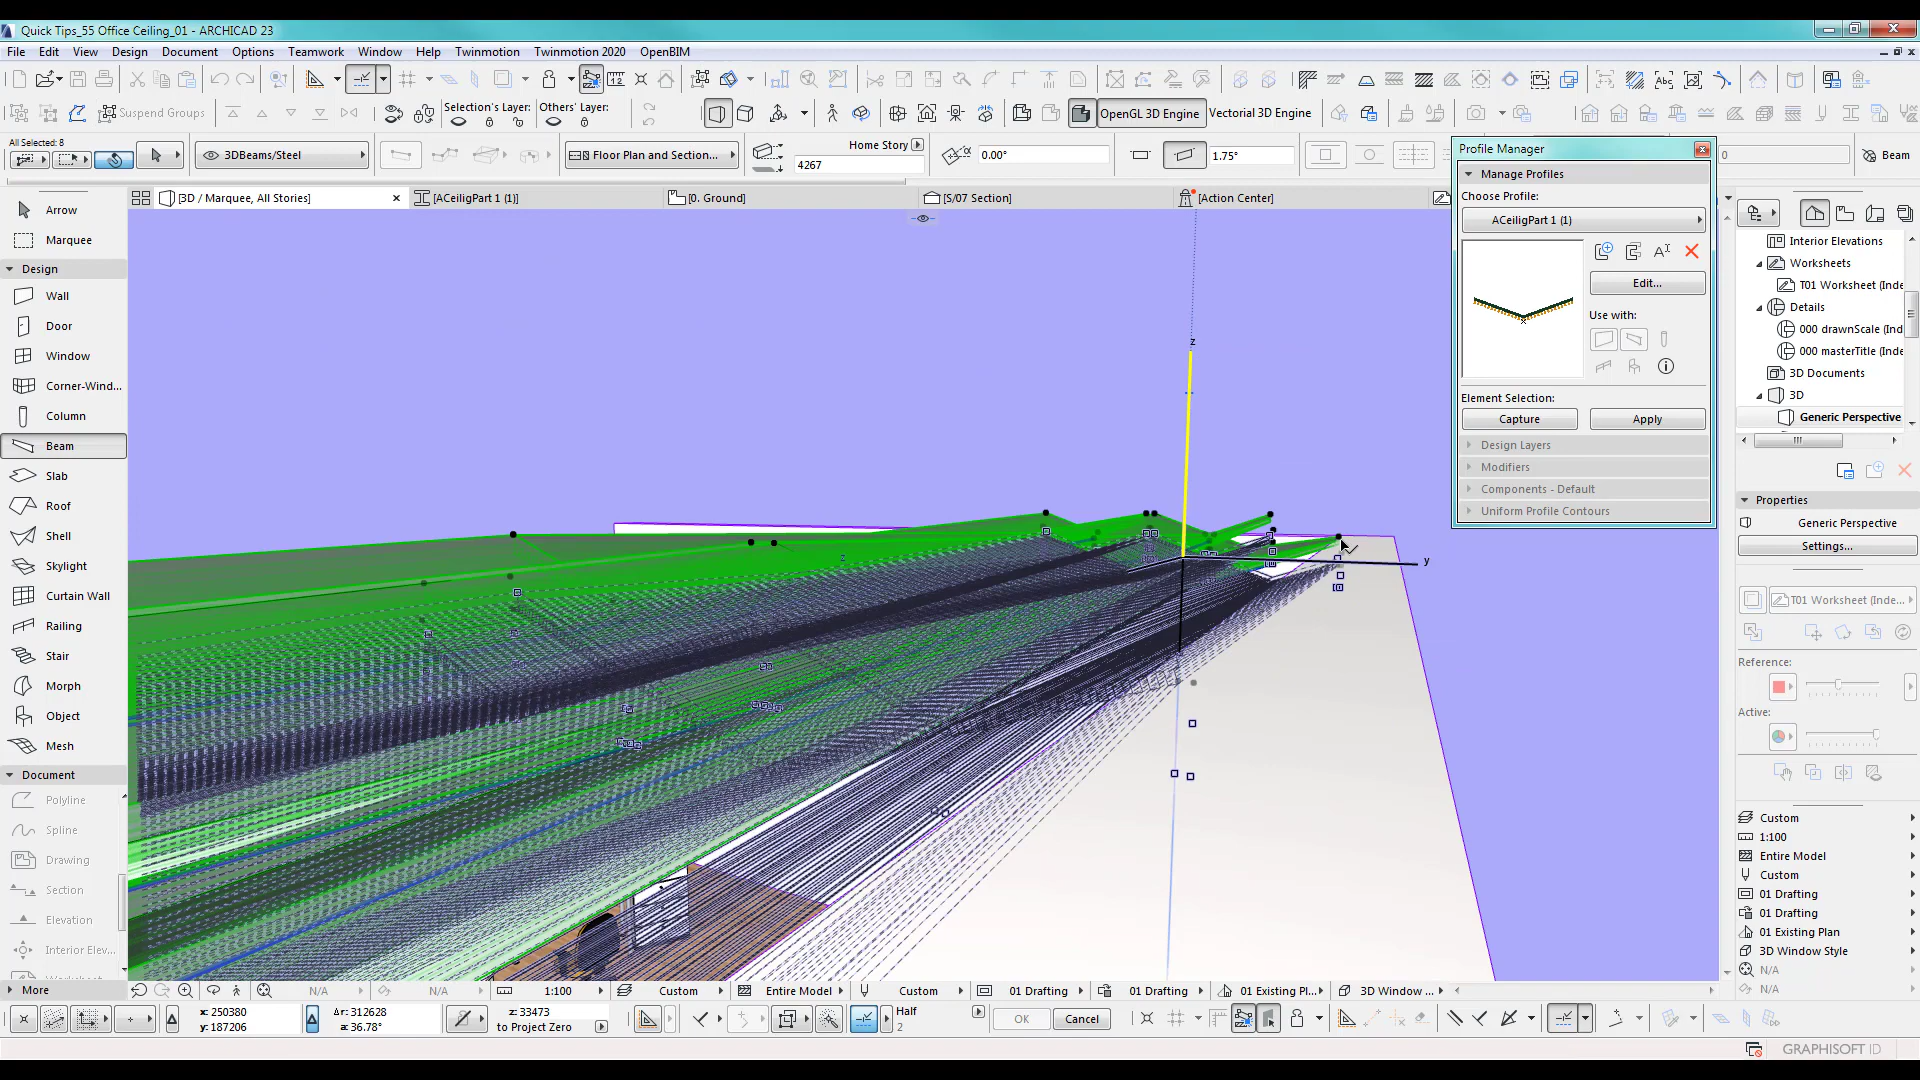 Quick Tips_55 Office Ceiling_01 - ARCHICAD 23
File Edit View Design Document Options Teamwork Window Help Twinmotion Twinmotion 2020 OpenBIM
Suspend Groups
Selection's Layer:
Others' Layer:
OpenGL 3D Engine
Vectorial 3D Engine
All Selected: 8
3DBeams/Steel
Floor Plan and Section...
Home Story
4267
0.00°
1.75°
0
Beam
[3D / Marquee, All Stories]
[ACeiligPart 1 (1)]
[0. Ground]
[S/07 Section]
[Action Center]
Arrow
Marquee
Design
Wall
Door
Window
Corner-Wind...
Column
Beam
Slab
Roof
Shell
Skylight
Curtain Wall
Railing
Stair
Morph
Object
Mesh
Document
Polyline
Spline
Drawing
Section
Elevation
Interior Elev...
More
z
y
Profile Manager
Manage Profiles
Choose Profile:
ACeiligPart 1 (1)
Edit...
Use with:
Element Selection:
Capture
Apply
Design Layers
Modifiers
Components - Default
Uniform Profile Contours
Interior Elevations
Worksheets
T01 Worksheet (Inde
Details
000 drawnScale (Ind
000 masterTitle (Inde
3D Documents
3D
Generic Perspective
Properties
Generic Perspective
Settings...
T01 Worksheet (Inde...
Reference:
Active:
Custom
1:100
Entire Model
Custom
01 Drafting
01 Drafting
01 Existing Plan
3D Window Style
N/A
N/A
N/A
N/A
1:100
Custom
Entire Model
Custom
01 Drafting
01 Drafting
01 Existing Pl...
3D Window ...
x: 250380
y: 187206
Δr: 312628
a: 36.78°
z: 33473
to Project Zero
Half
2
OK
Cancel
GRAPHISOFT ID